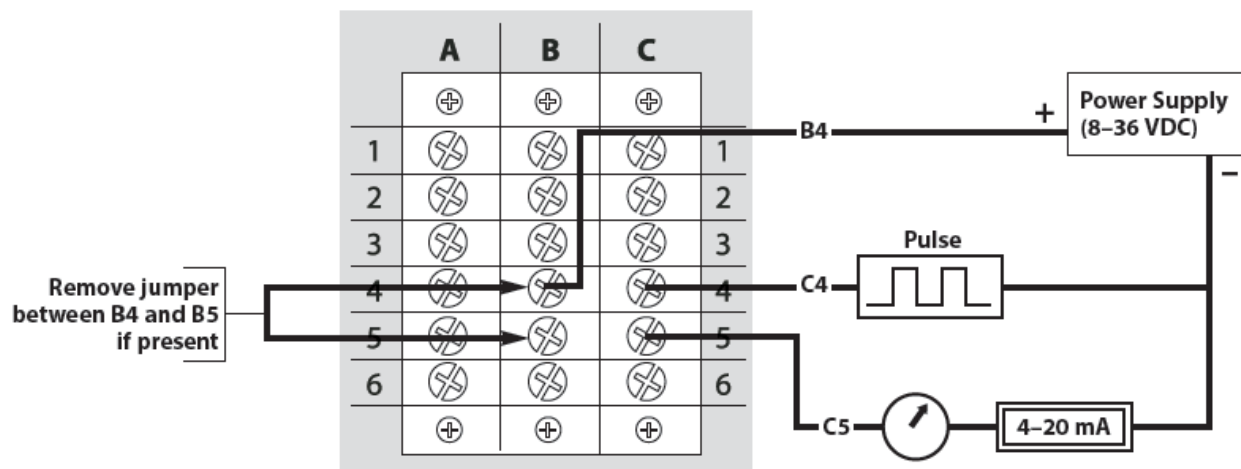 A B C
Power Supply
(8–36 VDC)
+
B4
–
1 1
2 2
3 3
Pulse
Remove jumper
between B4 and B5
if present
4 C4 4
5 5
6 6
C5
4–20 mA